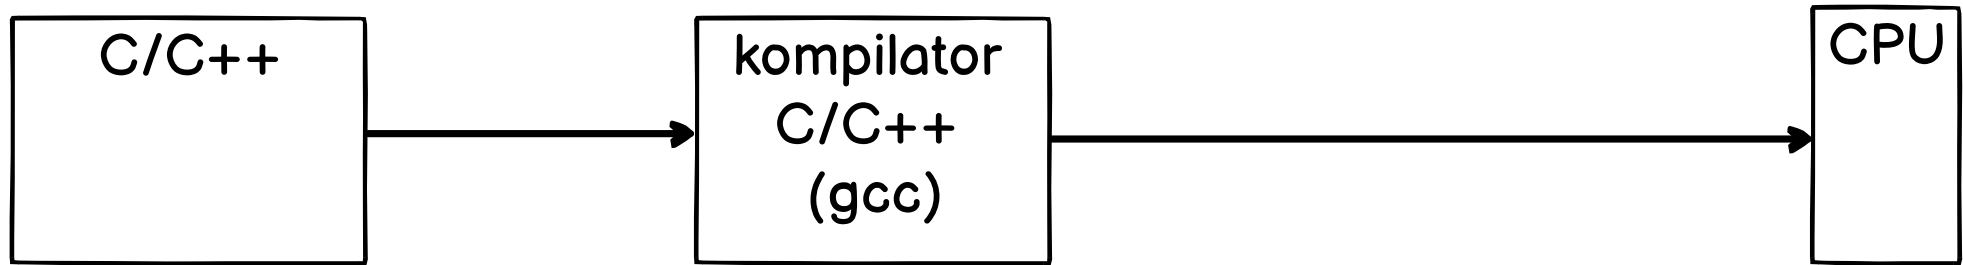 C/C++
kompilator
C/C++
(gcc)
CPU